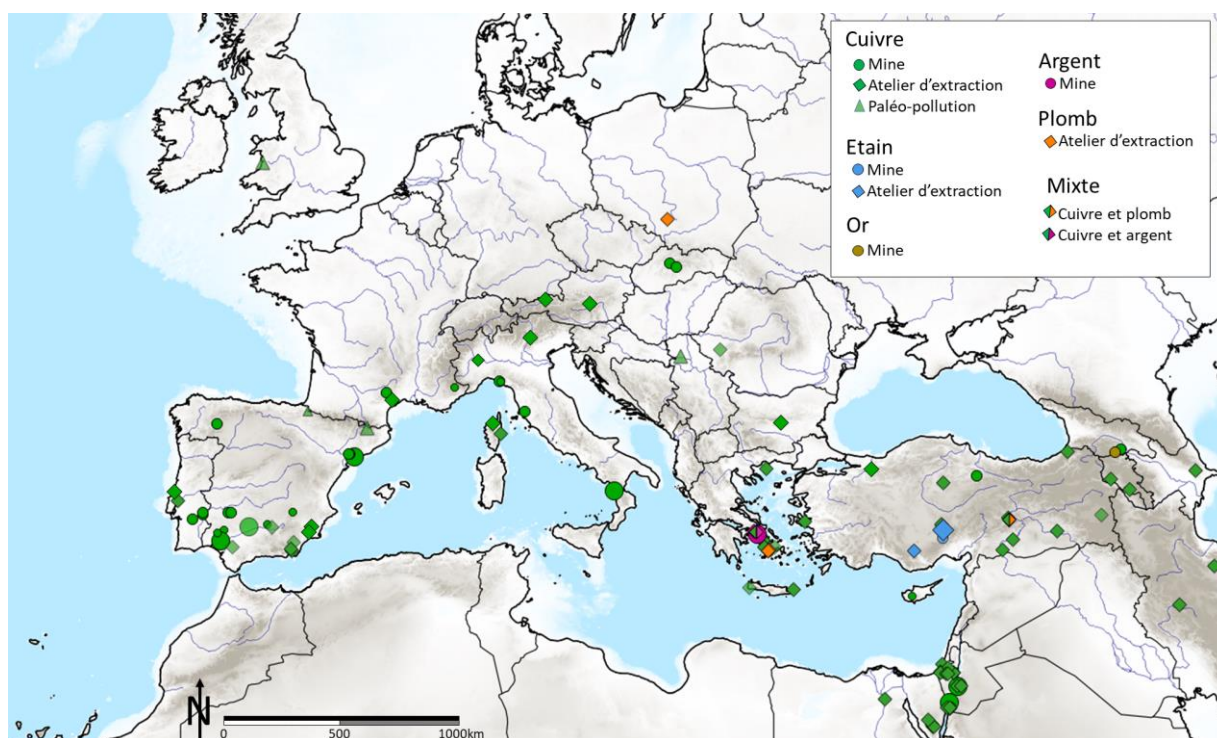 Cuivre
Mine
Atelier d'extraction
Paléo-pollution
Etain
Mine
Atelier d'extraction
Or
Mine
Argent
Mine
Plomb
Atelier d'extraction
Mixte
Cuivre et plomb
Cuivre et argent
N
0 500 1000km